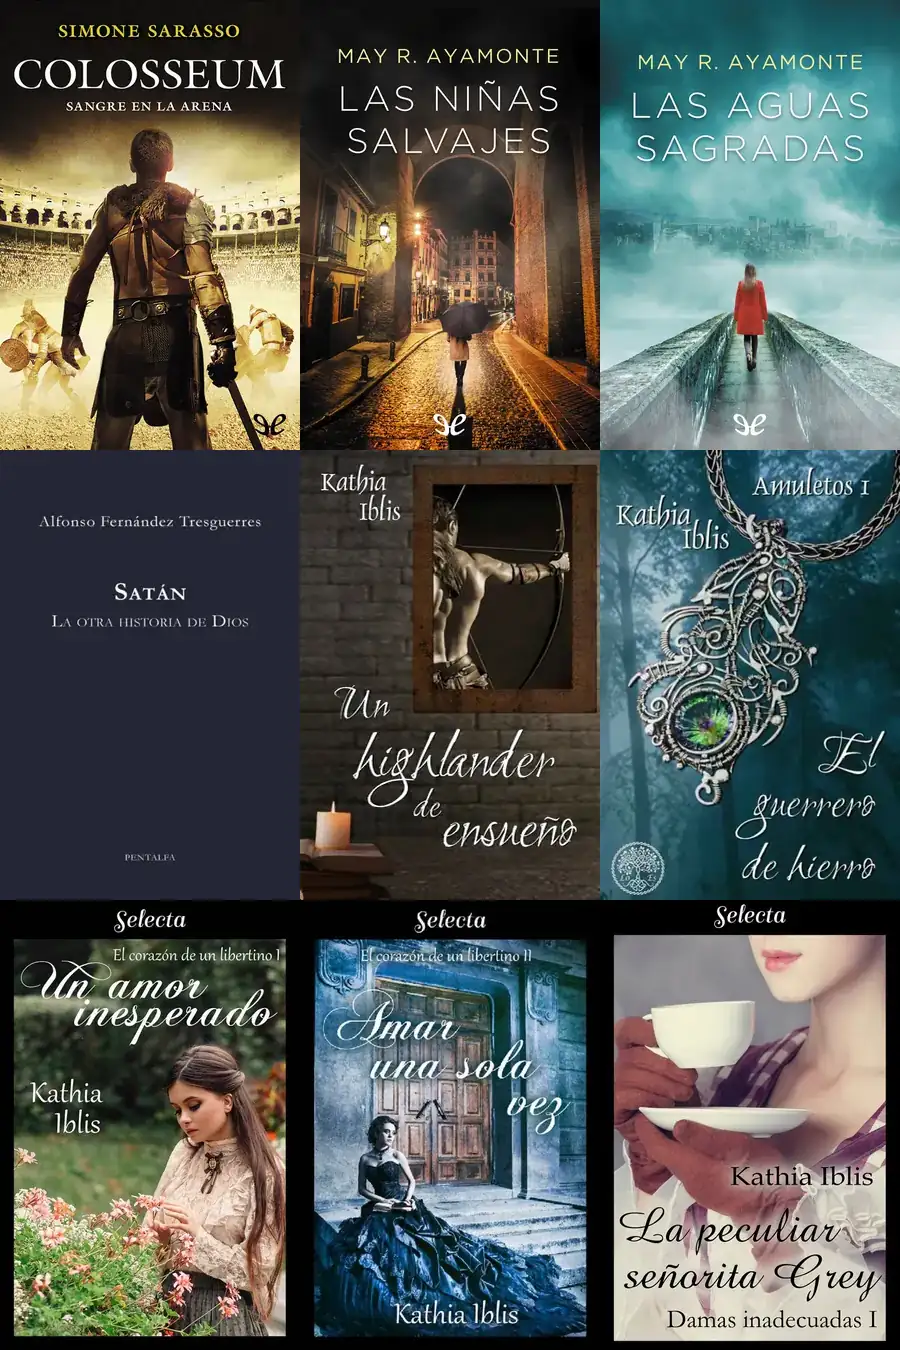 SIMONE SARASSO
COLOSSEUM
SANGRE EN LA ARENA
MAY R. AYAMONTE
LAS NIÑAS
SALVAJES
MAY R. AYAMONTE
LAS AGUAS
SAGRADAS
Alfonso Fernández Tresguerres
SATÁN
LA OTRA HISTORIA DE DIOS
PENTALFA
Kathia
Iblis
Un
highlander
de
ensueño
Amuletos 1
Kathia
Iblis
El
guerrero
de hierro
Selecta
El corazón de un libertino I
Un amor
inesperado
Kathia
Iblis
Selecta
El corazón de un libertino II
Amar
una sola
vez
Kathia Iblis
Selecta
Kathia Iblis
La peculiar
señorita Grey
Damas inadecuadas I